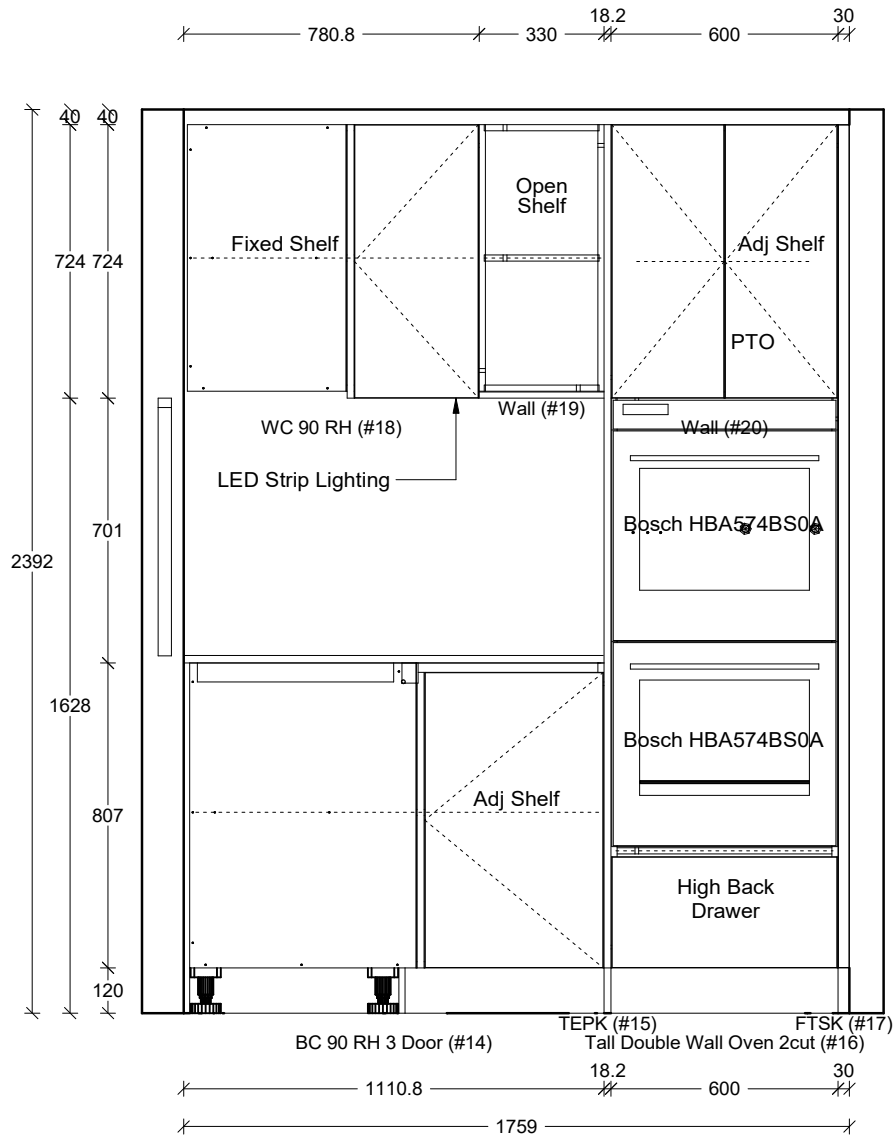 18.2
30
780.8
330
600
40
40
Open
Shelf
Fixed Shelf
Adj Shelf
724
724
PTO
Wall (#19)
WC 90 RH (#18)
Wall (#20)
LED Strip Lighting
Bosch HBA574BS0A
701
2392
1628
Bosch HBA574BS0A
Adj Shelf
807
High Back
Drawer
120
TEPK (#15)
FTSK (#17)
BC 90 RH 3 Door (#14)
Tall Double Wall Oven 2cut (#16)
18.2
30
1110.8
600
1759